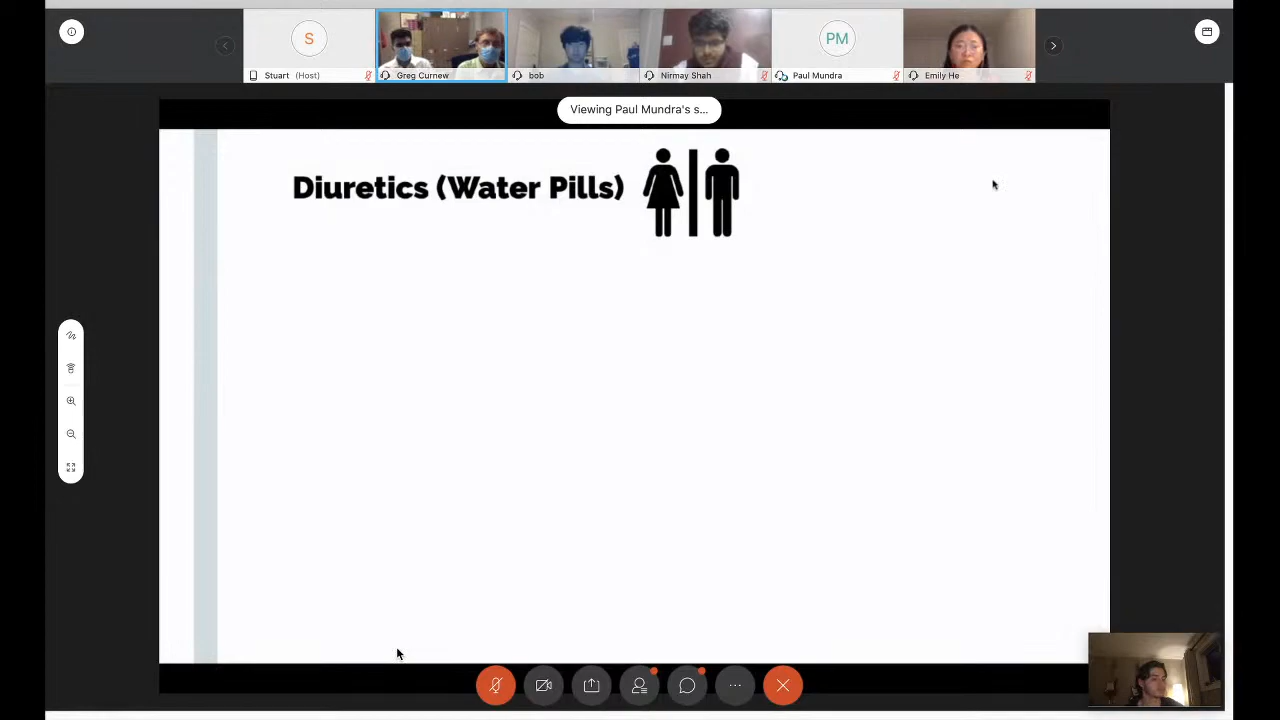 S
PM
Stuart (Host)
Greg Curnew
bob
Nirmay Shah
Paul Mundra
Emily He
Viewing Paul Mundra's s...
Diuretics (Water Pills)